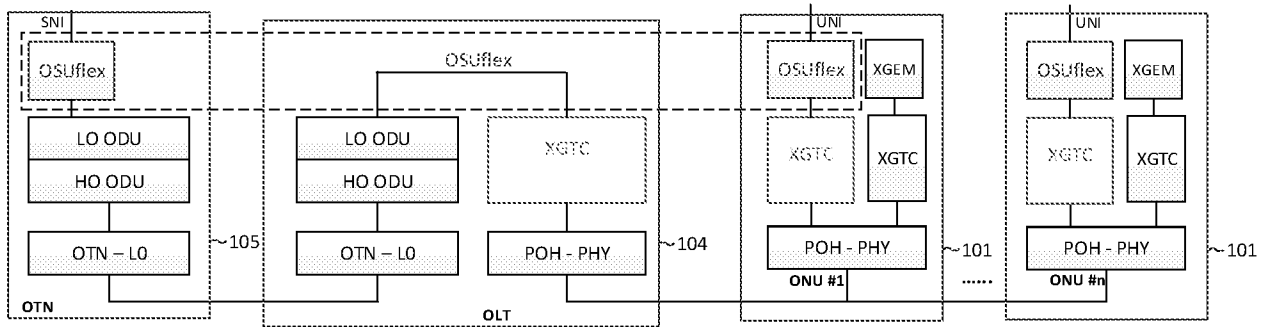 SNI
OSUflex
LO ODU
HO ODU
OTN – L0
OTN
105
OSUflex
LO ODU
HO ODU
OTN – L0
XGTC
POH - PHY
OLT
104
UNI
OSUflex
XGEM
XGTC
XGTC
POH - PHY
ONU #1
101
......
UNI
OSUflex
XGEM
XGTC
XGTC
POH - PHY
ONU #n
101